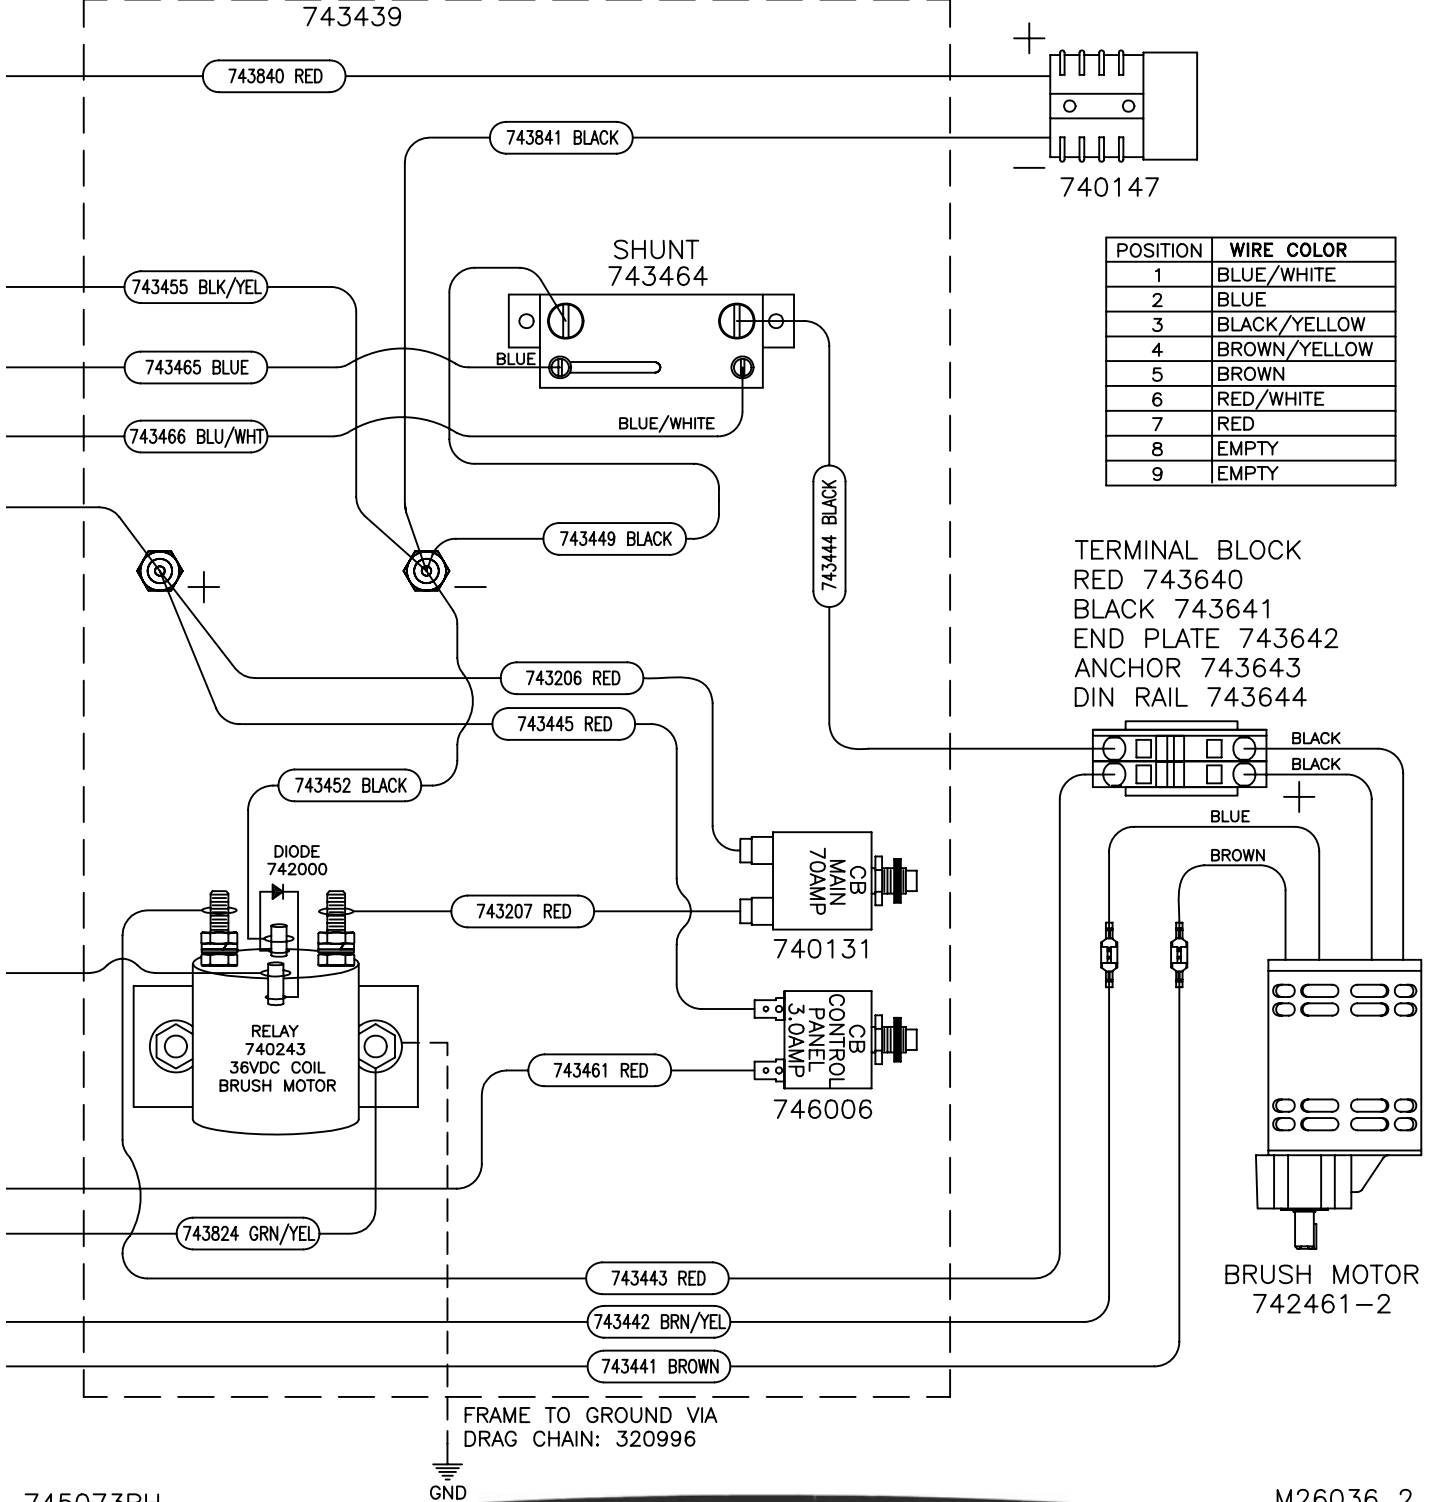 743439
743840 RED
+
743841 BLACK
−
740147
SHUNT
743464
POSITION WIRE COLOR
1 BLUE/WHITE
2 BLUE
3 BLACK/YELLOW
4 BROWN/YELLOW
5 BROWN
6 RED/WHITE
7 RED
8 EMPTY
9 EMPTY
743455 BLK/YEL
743465 BLUE
BLUE
743466 BLU/WHT
BLUE/WHITE
743444 BLACK
743449 BLACK
+
−
TERMINAL BLOCK
RED 743640
BLACK 743641
END PLATE 743642
ANCHOR 743643
DIN RAIL 743644
743206 RED
743445 RED
BLACK
BLACK
+
743452 BLACK
BLUE
BROWN
DIODE
742000
CB
MAIN
70AMP
743207 RED
740131
RELAY
740243
36VDC COIL
BRUSH MOTOR
CB
CONTROL
PANEL
3.0AMP
743461 RED
746006
743824 GRN/YEL
743443 RED
BRUSH MOTOR
742461-2
743442 BRN/YEL
743441 BROWN
FRAME TO GROUND VIA
DRAG CHAIN: 320996
GND